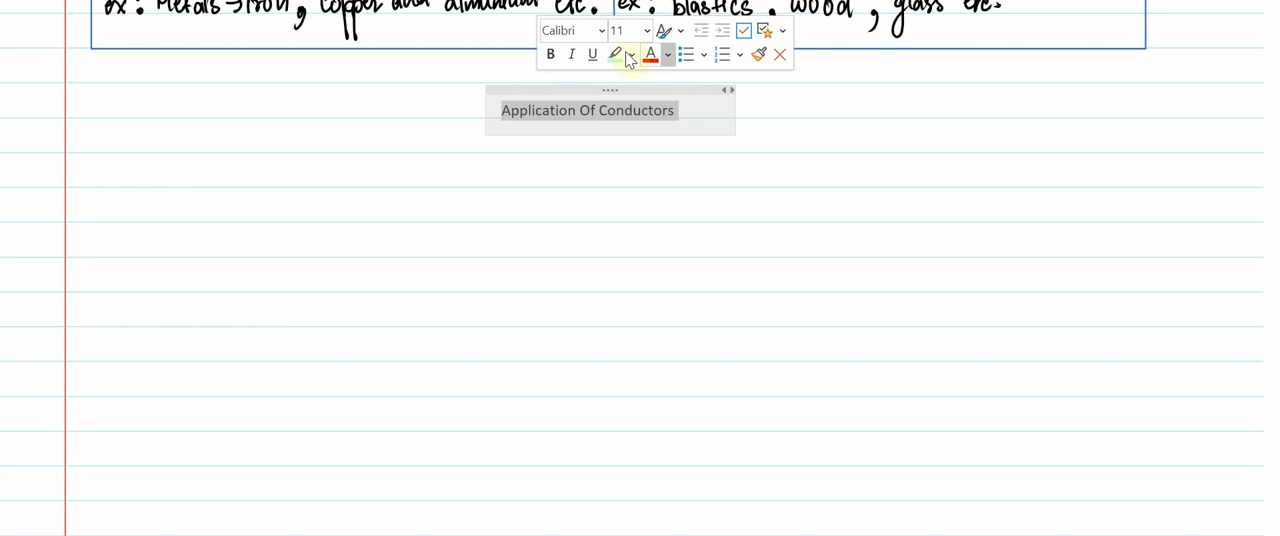 ex: Metals→Iron, copper and aluminium etc. ex: plastics, wood, glass etc.
Calibri 11
B I U A
Application Of Conductors